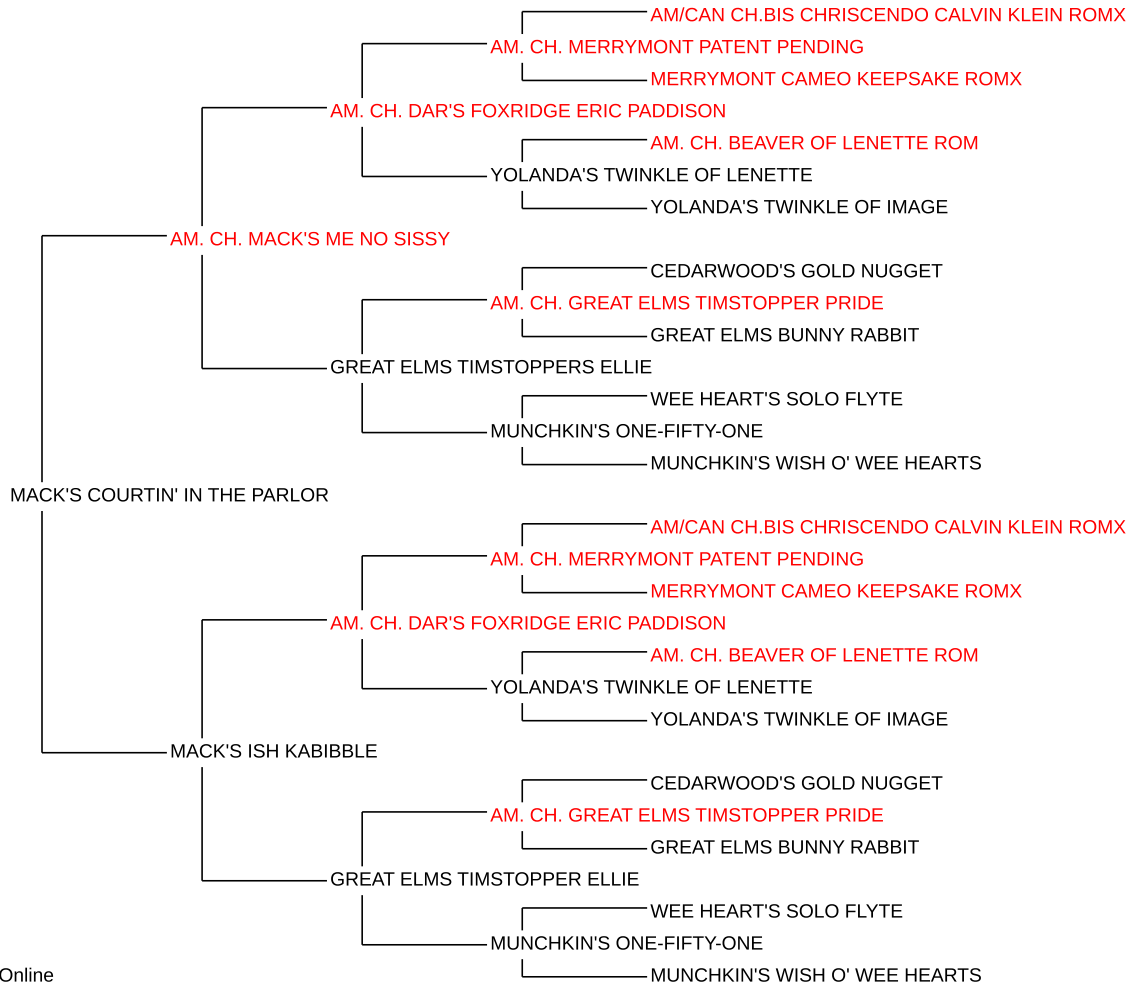 AM/CAN CH.BIS CHRISCENDO CALVIN KLEIN ROMX
AM. CH. MERRYMONT PATENT PENDING
MERRYMONT CAMEO KEEPSAKE ROMX
AM. CH. DAR'S FOXRIDGE ERIC PADDISON
AM. CH. BEAVER OF LENETTE ROM
YOLANDA'S TWINKLE OF LENETTE
YOLANDA'S TWINKLE OF IMAGE
AM. CH. MACK'S ME NO SISSY
CEDARWOOD'S GOLD NUGGET
AM. CH. GREAT ELMS TIMSTOPPER PRIDE
GREAT ELMS BUNNY RABBIT
GREAT ELMS TIMSTOPPERS ELLIE
WEE HEART'S SOLO FLYTE
MUNCHKIN'S ONE-FIFTY-ONE
MUNCHKIN'S WISH O' WEE HEARTS
MACK'S COURTIN' IN THE PARLOR
AM/CAN CH.BIS CHRISCENDO CALVIN KLEIN ROMX
AM. CH. MERRYMONT PATENT PENDING
MERRYMONT CAMEO KEEPSAKE ROMX
AM. CH. DAR'S FOXRIDGE ERIC PADDISON
AM. CH. BEAVER OF LENETTE ROM
YOLANDA'S TWINKLE OF LENETTE
YOLANDA'S TWINKLE OF IMAGE
MACK'S ISH KABIBBLE
CEDARWOOD'S GOLD NUGGET
AM. CH. GREAT ELMS TIMSTOPPER PRIDE
GREAT ELMS BUNNY RABBIT
GREAT ELMS TIMSTOPPER ELLIE
WEE HEART'S SOLO FLYTE
MUNCHKIN'S ONE-FIFTY-ONE
MUNCHKIN'S WISH O' WEE HEARTS
Online